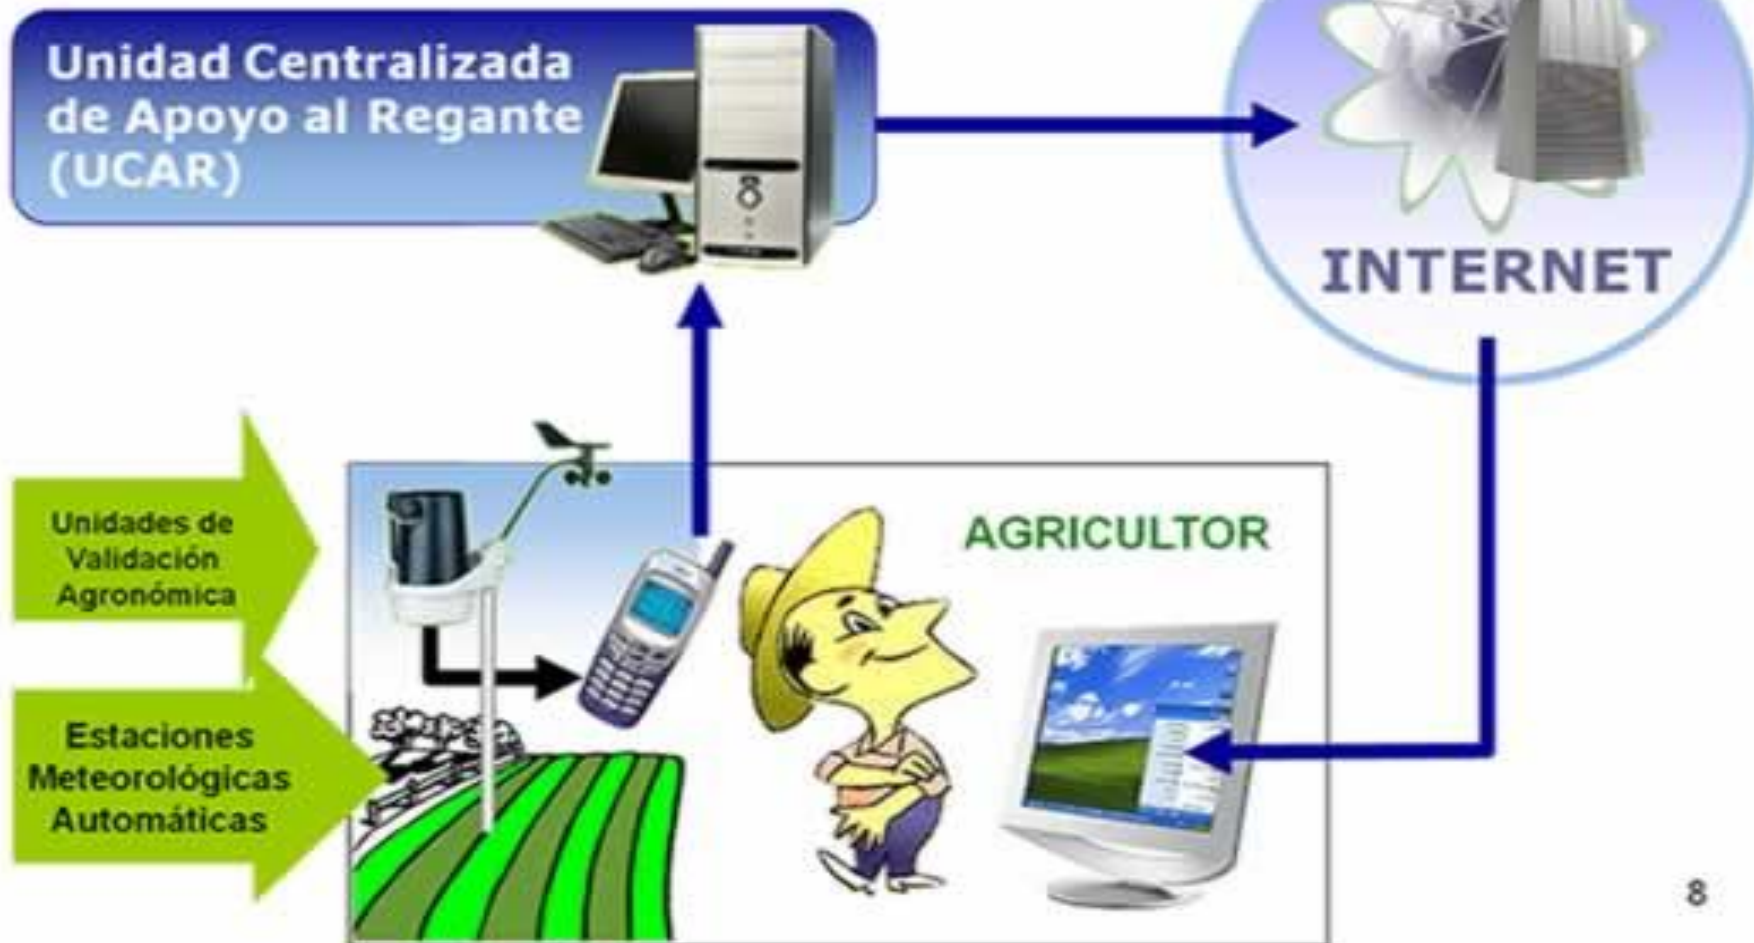 Unidad Centralizada
de Apoyo al Regante
(UCAR)
INTERNET
Unidades de
Validación
Agronómica
AGRICULTOR
Estaciones
Meteorológicas
Automáticas
8